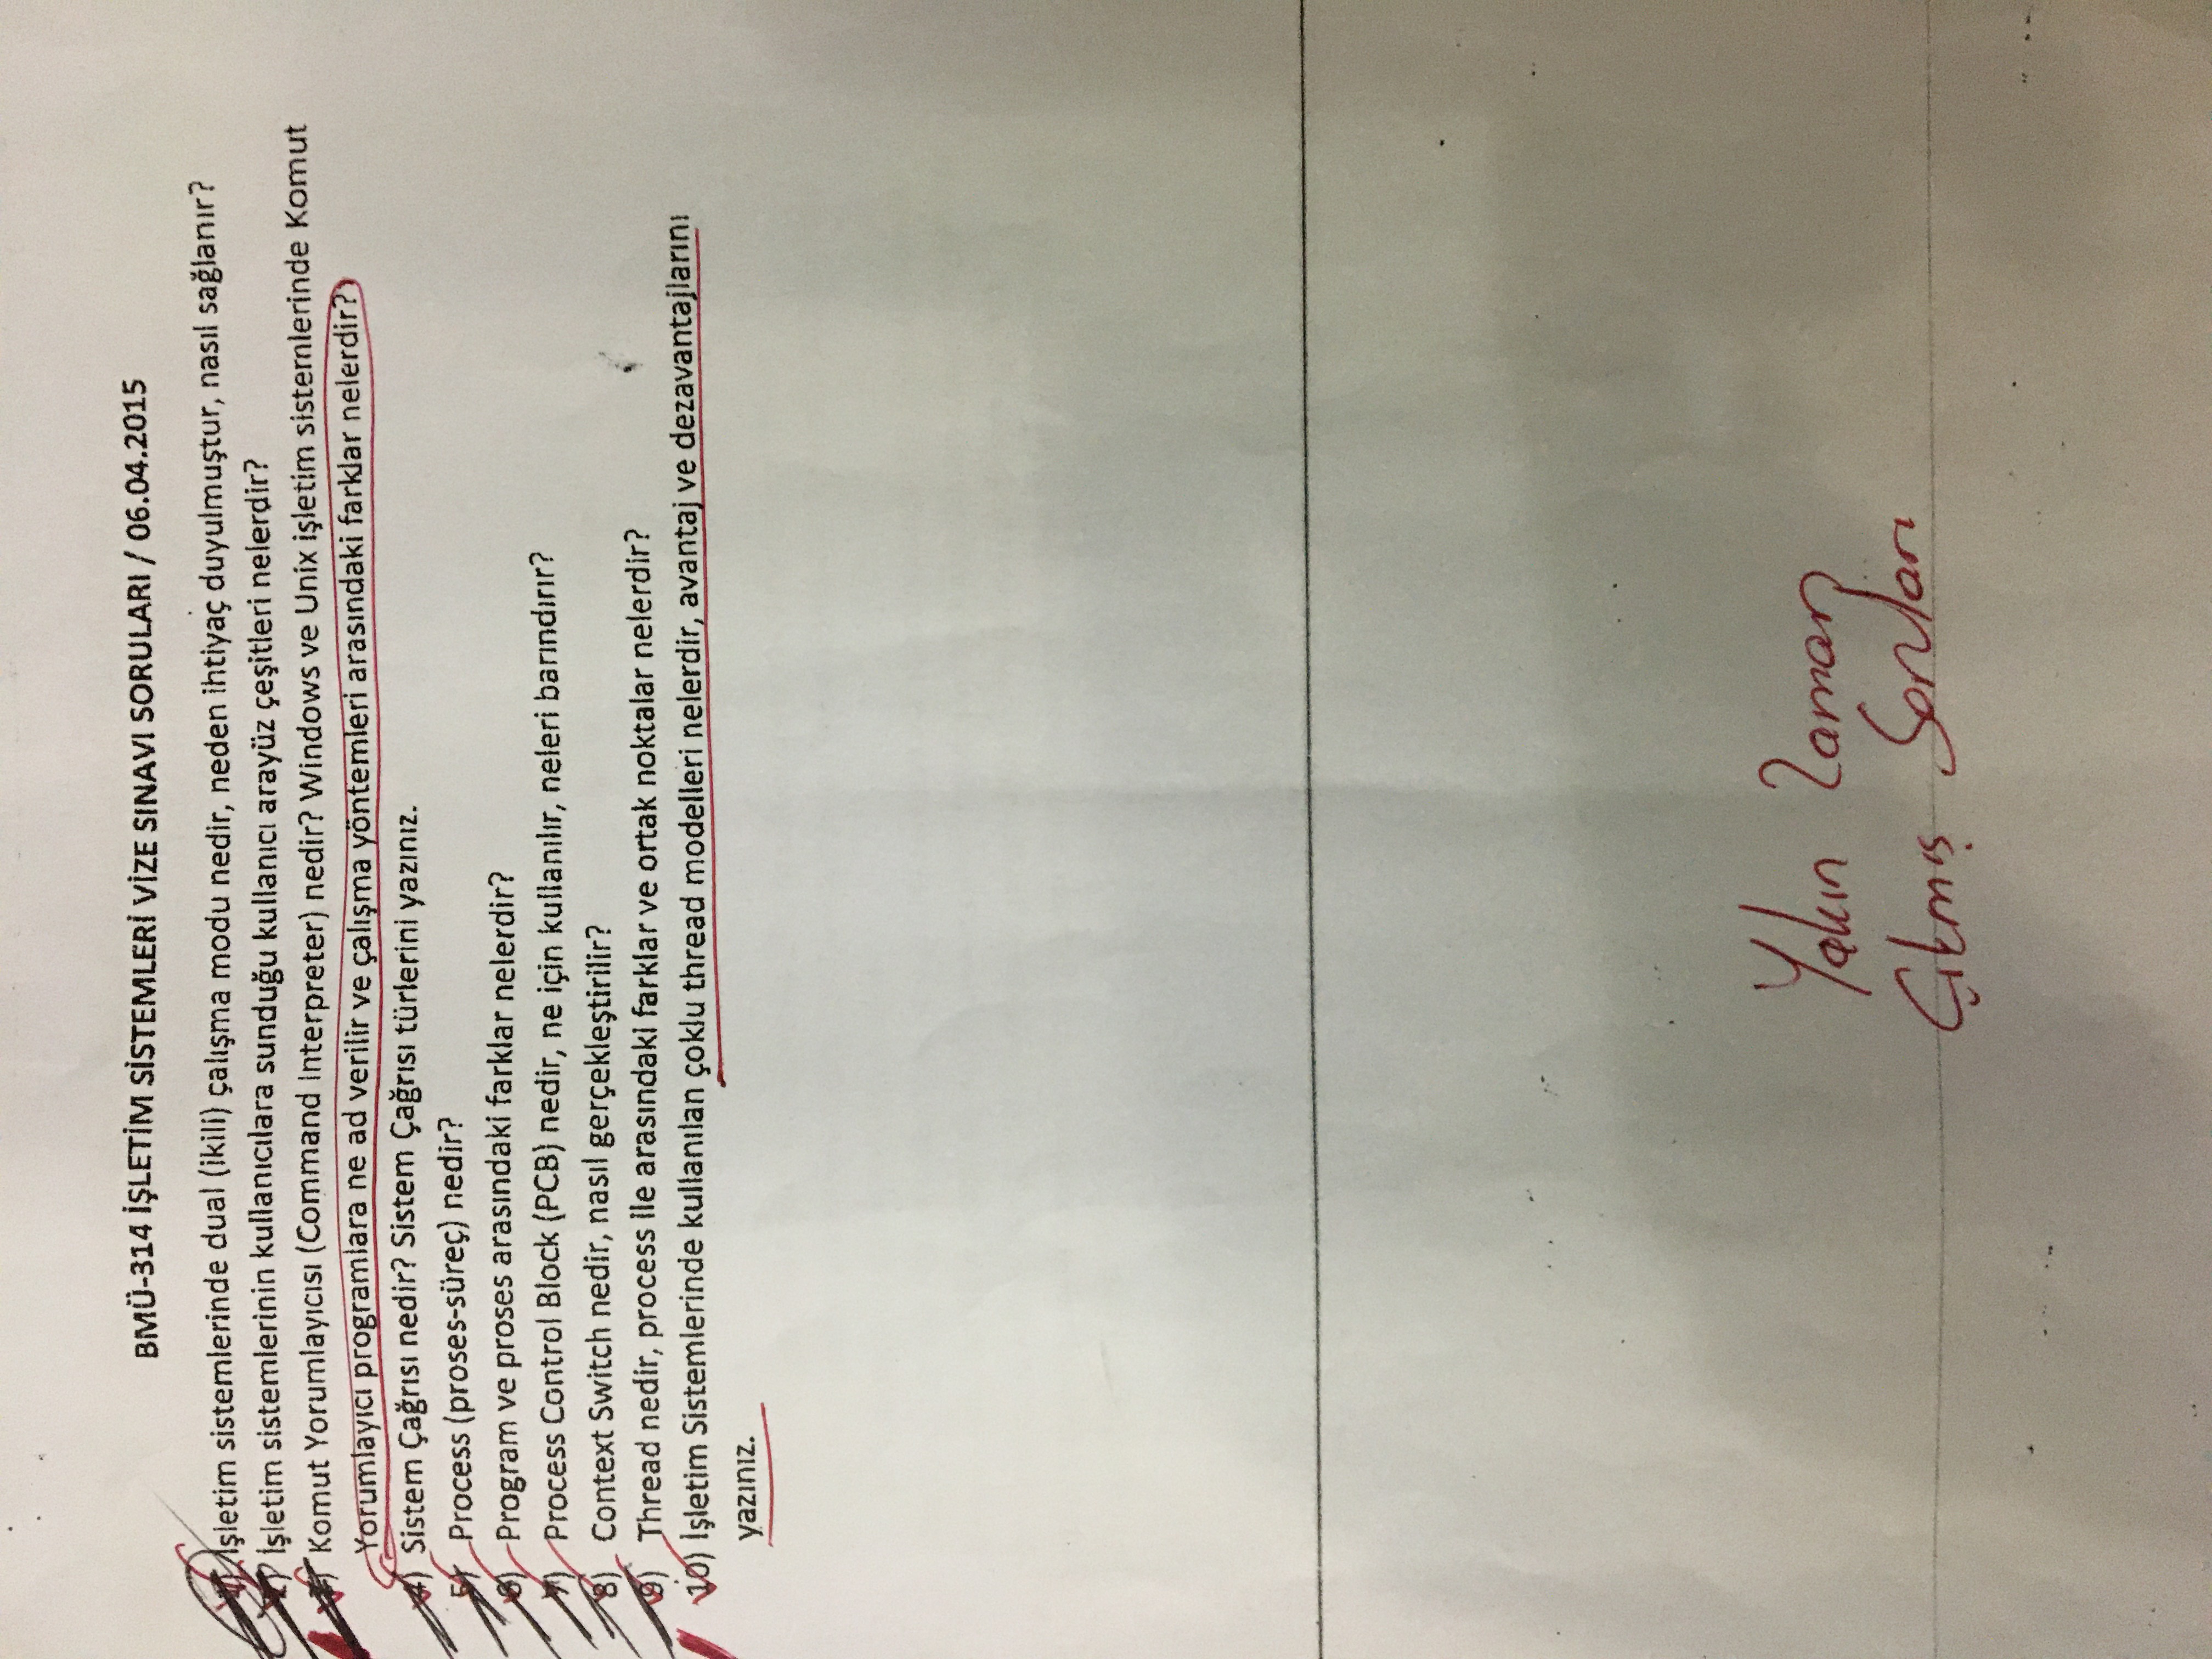 BMÜ-314 İŞLETİM SİSTEMLERİ VİZE SINAVI SORULARI / 06.04.2015
1) İşletim sistemlerinde dual (ikili) çalışma modu nedir, neden ihtiyaç duyulmuştur, nasıl sağlanır?
2) İşletim sistemlerinin kullanıcılara sunduğu kullanıcı arayüz çeşitleri nelerdir?
3) Komut Yorumlayıcısı (Command Interpreter) nedir? Windows ve Unix işletim sistemlerinde Komut
Yorumlayıcı programlara ne ad verilir ve çalışma yöntemleri arasındaki farklar nelerdir?
4) Sistem Çağrısı nedir? Sistem Çağrısı türlerini yazınız.
5) Process (proses-süreç) nedir?
6) Program ve proses arasındaki farklar nelerdir?
7) Process Control Block (PCB) nedir, ne için kullanılır, neleri barındırır?
8) Context Switch nedir, nasıl gerçekleştirilir?
9) Thread nedir, process ile arasındaki farklar ve ortak noktalar nelerdir?
10) İşletim Sistemlerinde kullanılan çoklu thread modelleri nelerdir, avantaj ve dezavantajlarını
yazınız.
Yakın Zaman
Çıkmış Soruları